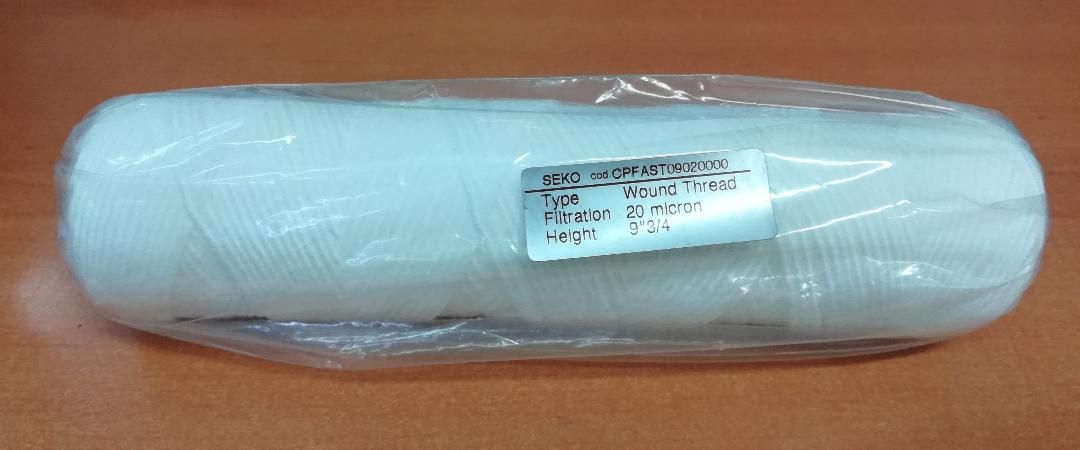 SEKO cod CPFAST09020000
Type Wound Thread
Filtration 20 micron
Height 9"3/4